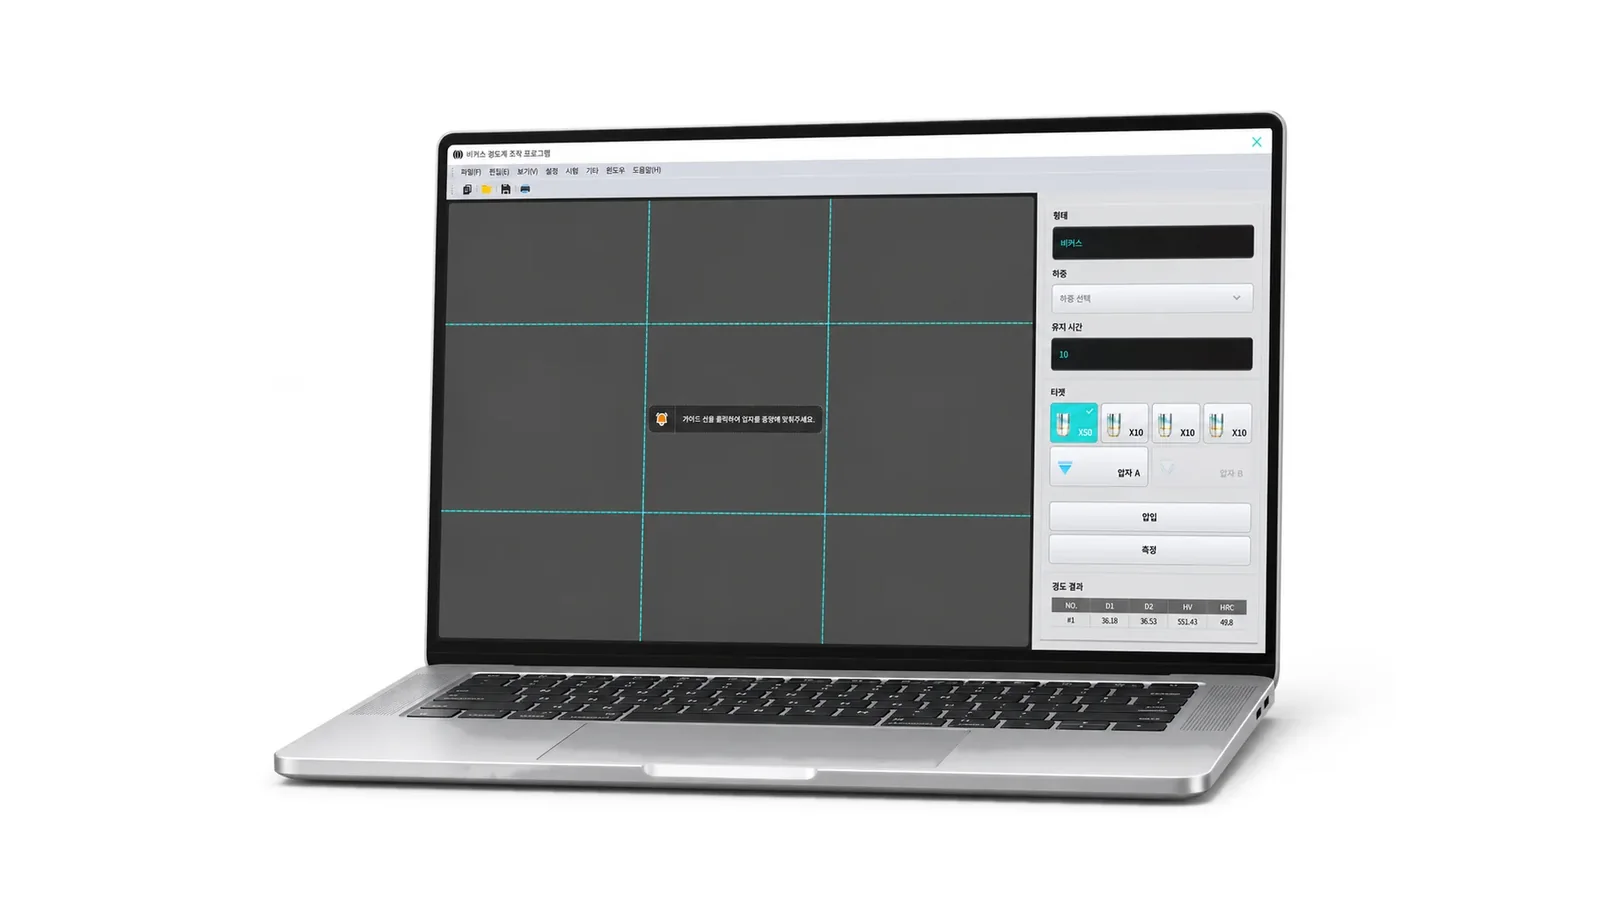 비커스 경도계 조작 프로그램
파일(F) 편집(E) 보기(V) 설정 시험 기타 윈도우 도움말(H)
형태
비커스
하중
하중 선택
유지 시간
10
타겟
X50 X10 X10 X10
압자 A 압자 B
가이드 선을 클릭하여 압자를 중앙에 맞춰주세요.
압입
측정
경도 결과
NO. D1 D2 HV HRC
#1 36.18 36.53 551.43 49.8